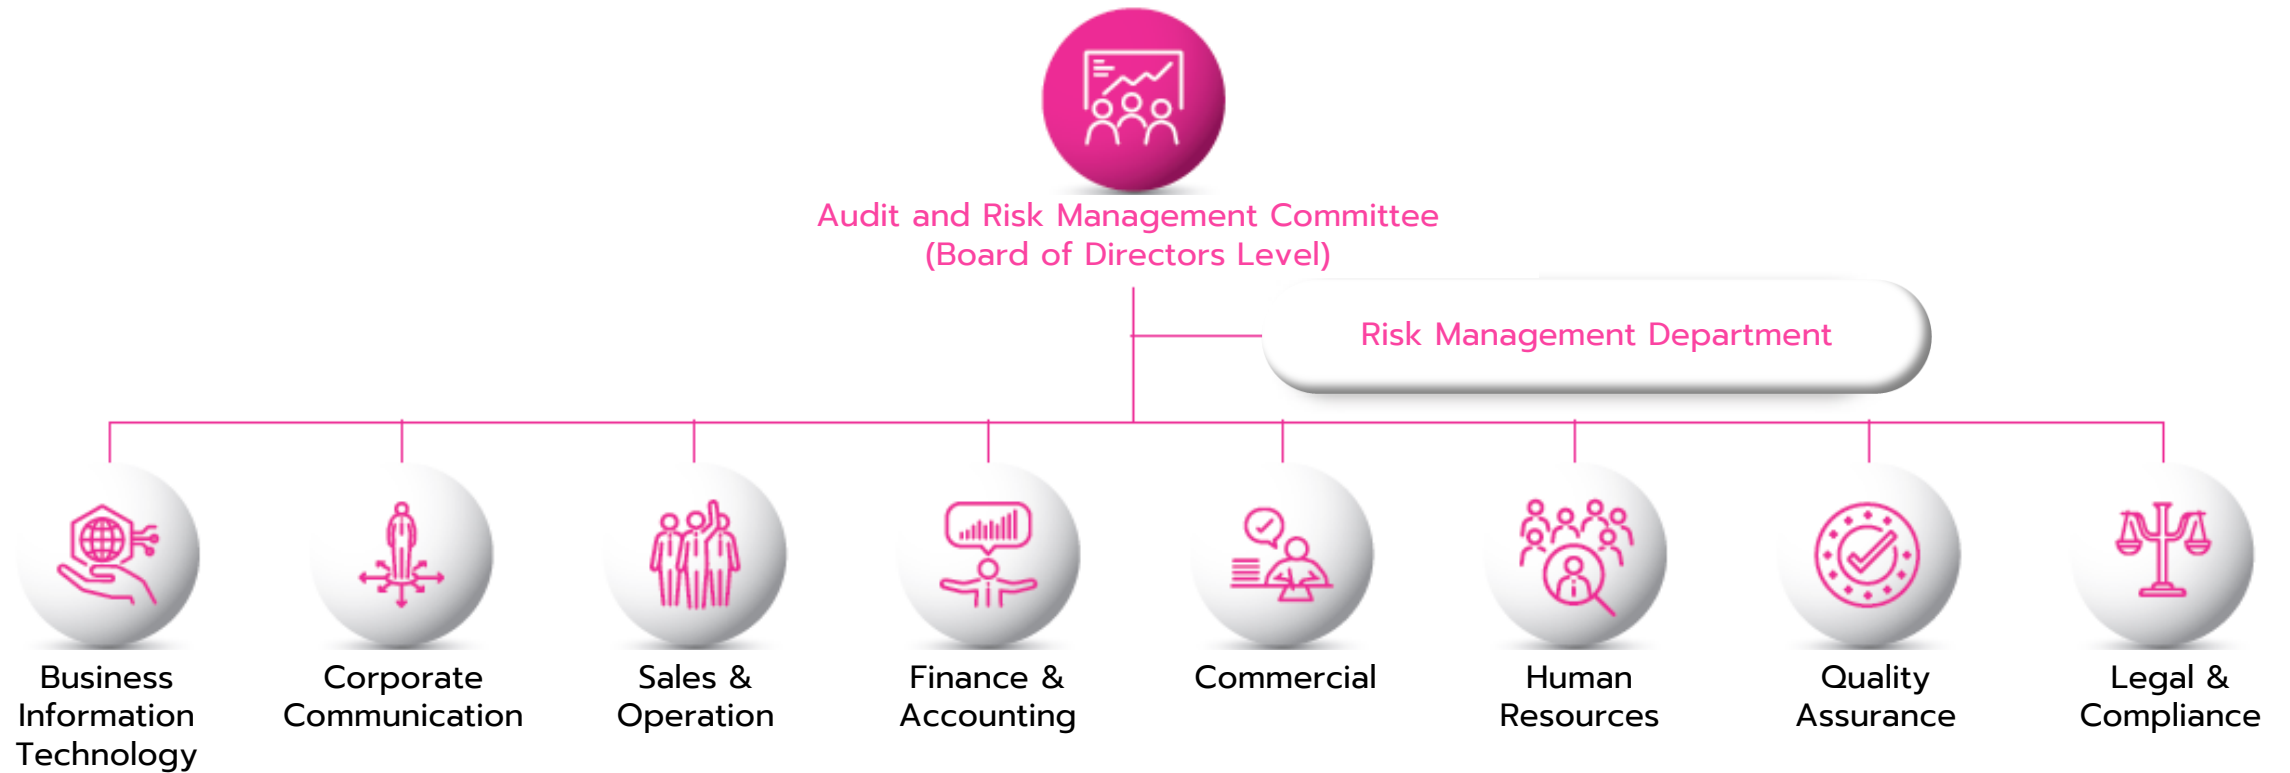 Audit and Risk Management Committee
(Board of Directors Level)
Risk Management Department
Business
Information
Technology
Corporate
Communication
Sales &
Operation
Finance &
Accounting
Commercial
Human
Resources
Quality
Assurance
Legal &
Compliance